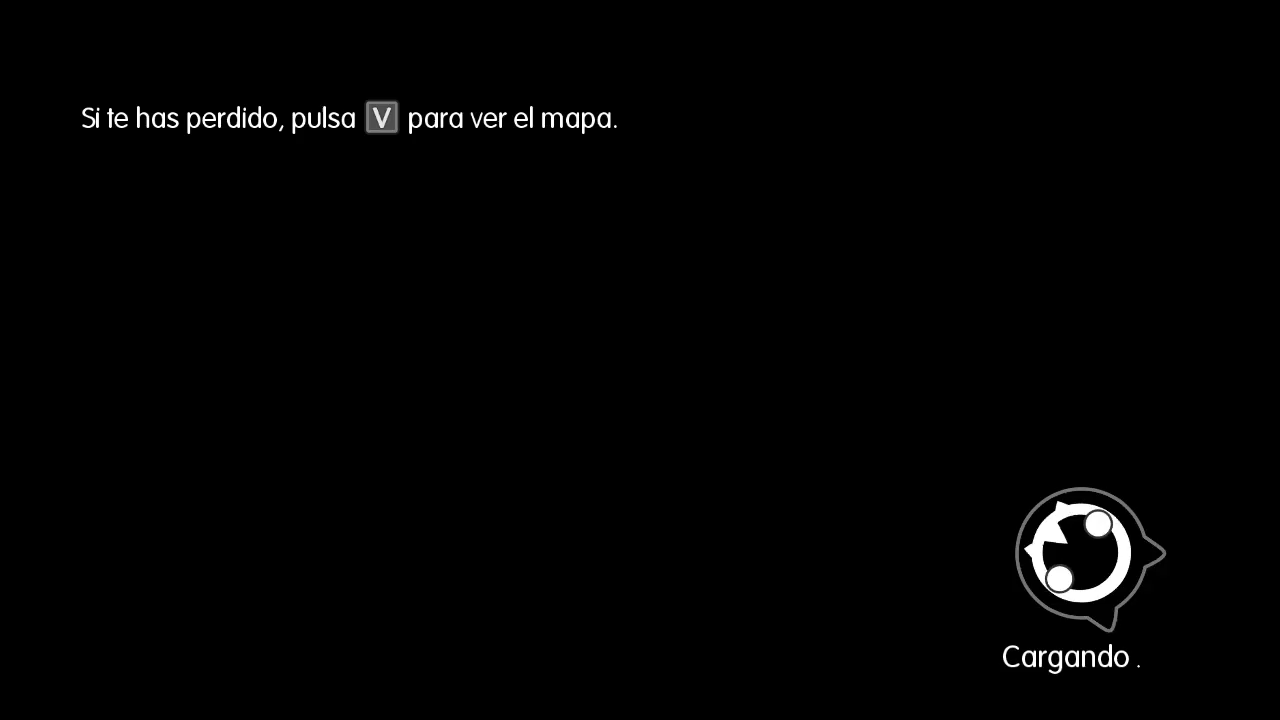 Si te has perdido, pulsa V para ver el mapa.
Cargando .